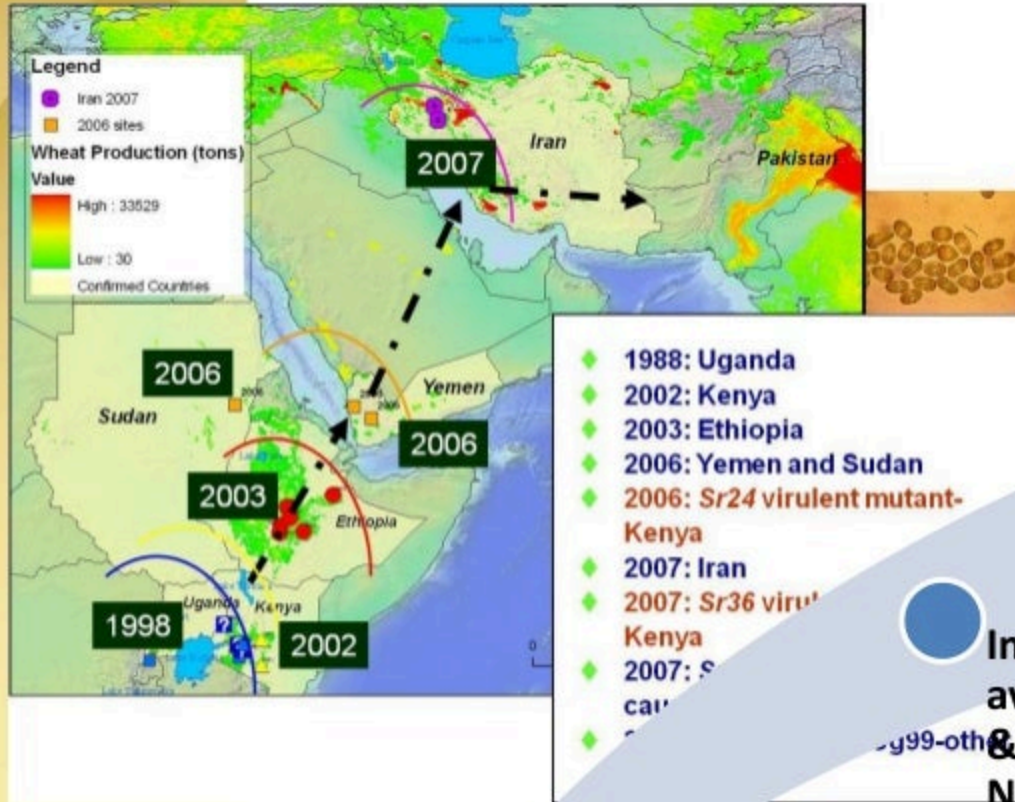 Legend
Iran 2007
2006 sites
Wheat Production (tons)
Value
High : 33529
Low : 30
Confirmed Countries
2007
Iran
Pakistan
2006
Sudan
Yemen
2006
2003
Ethiopia
Uganda
Kenya
1998
2002
0
1988: Uganda
2002: Kenya
2003: Ethiopia
2006: Yemen and Sudan
2006: Sr24 virulent mutant-
Kenya
2007: Iran
2007: Sr36
Kenya
2007: